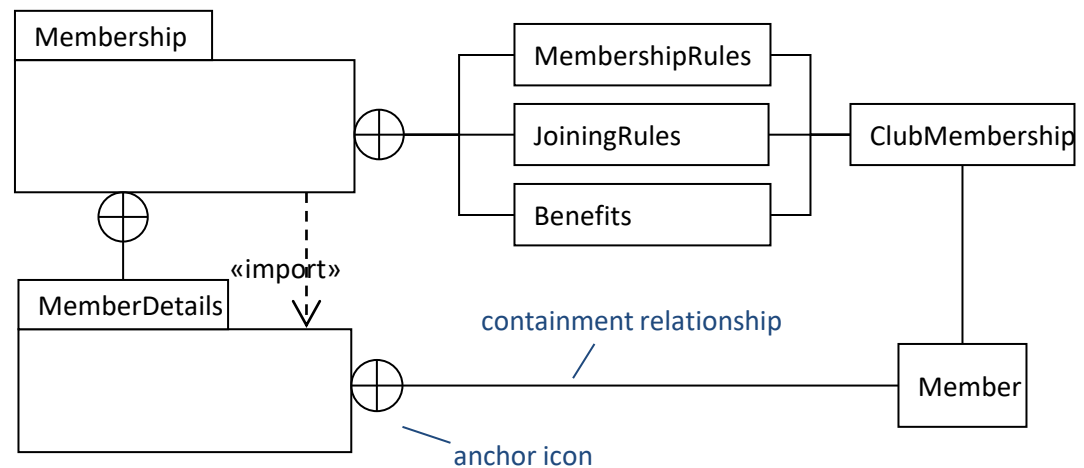 Membership
MembershipRules
JoiningRules
ClubMembership
Benefits
«import»
MemberDetails
containment relationship
Member
anchor icon